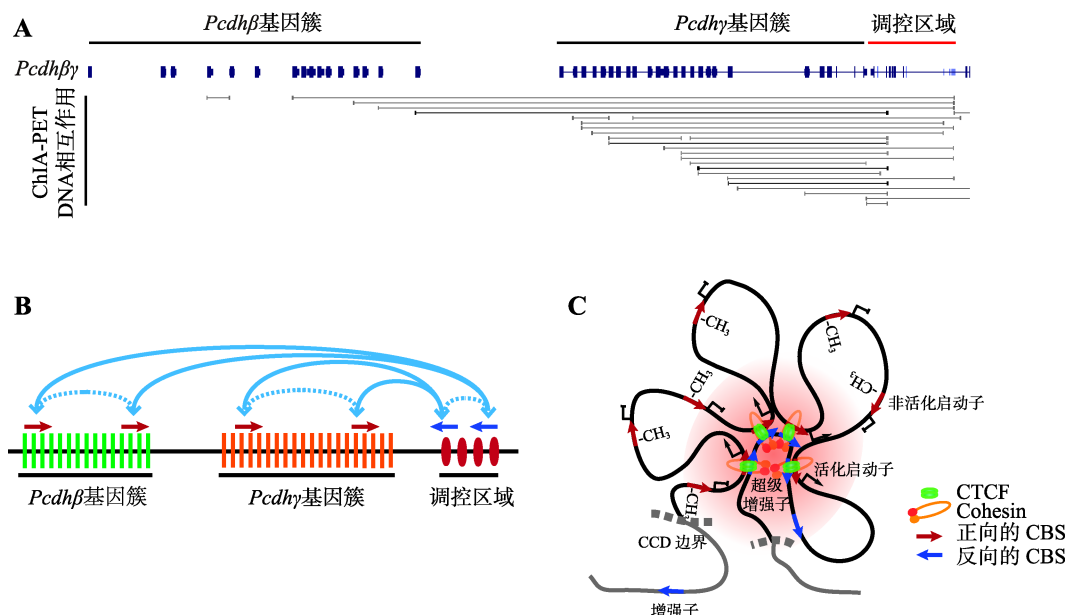 A
Pcdhβ基因簇
Pcdhγ基因簇
调控区域
Pcdhβγ
ChIA-PET
DNA相互作用
B
Pcdhβ基因簇
Pcdhγ基因簇
调控区域
C
-CH3
-CH3
-CH3
-CH3
-CH3
-CH3
非活化启动子
活化启动子
超级
增强子
CCD 边界
增强子
CTCF
Cohesin
正向的 CBS
反向的 CBS